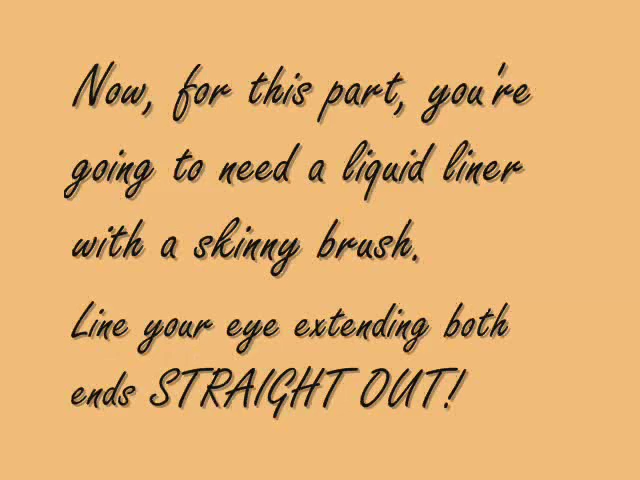 Now, for this part, you're
going to need a liquid liner
with a skinny brush.
Line your eye extending both
ends STRAIGHT OUT!